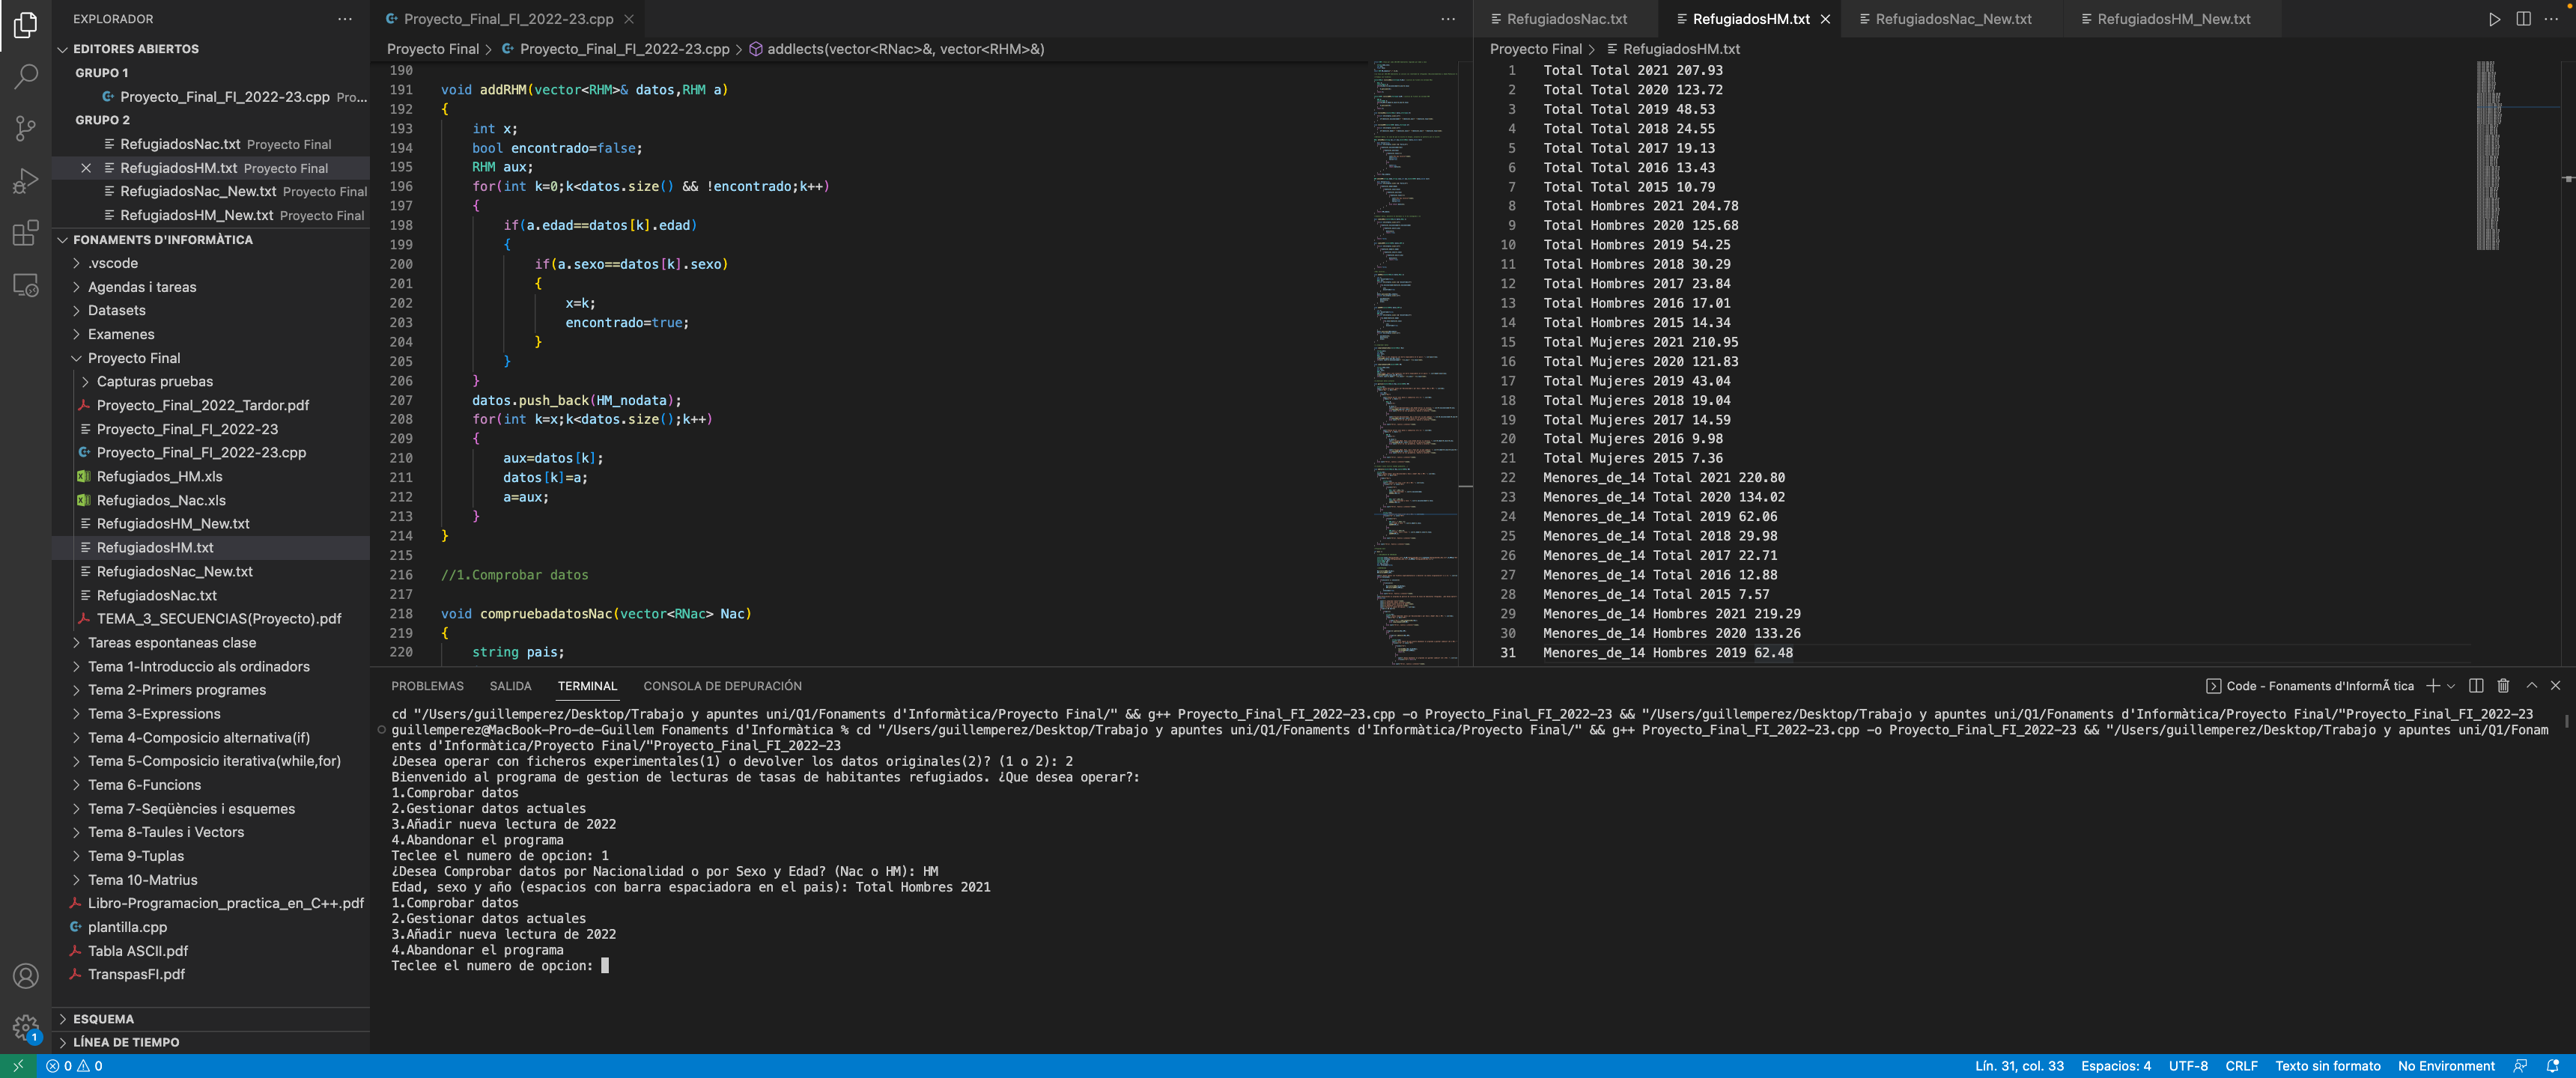 EXPLORADOR
EDITORES ABIERTOS
GRUPO 1
Proyecto_Final_FI_2022-23.cpp Pro...
GRUPO 2
RefugiadosNac.txt Proyecto Final
RefugiadosHM.txt Proyecto Final
RefugiadosNac_New.txt Proyecto Final
RefugiadosHM_New.txt Proyecto Final
FONAMENTS D'INFORMÀTICA
.vscode
Agendas i tareas
Datasets
Examenes
Proyecto Final
Capturas pruebas
Proyecto_Final_2022_Tardor.pdf
Proyecto_Final_FI_2022-23
Proyecto_Final_FI_2022-23.cpp
Refugiados_HM.xls
Refugiados_Nac.xls
RefugiadosHM_New.txt
RefugiadosHM.txt
RefugiadosNac_New.txt
RefugiadosNac.txt
TEMA_3_SECUENCIAS(Proyecto).pdf
Tareas espontaneas clase
Tema 1-Introduccio als ordinadors
Tema 2-Primers programes
Tema 3-Expressions
Tema 4-Composicio alternativa(if)
Tema 5-Composicio iterativa(while,for)
Tema 6-Funcions
Tema 7-Seqüències i esquemes
Tema 8-Taules i Vectors
Tema 9-Tuplas
Tema 10-Matrius
Libro-Programacion_practica_en_C++.pdf
plantilla.cpp
Tabla ASCII.pdf
TranspasFI.pdf
ESQUEMA
LÍNEA DE TIEMPO
1
Proyecto_Final_FI_2022-23.cpp
Proyecto Final > Proyecto_Final_FI_2022-23.cpp > addlects(vector<RNac>&, vector<RHM>&)
190
191 void addRHM(vector<RHM>& datos,RHM a)
192 {
193 int x;
194 bool encontrado=false;
195 RHM aux;
196 for(int k=0;k<datos.size() && !encontrado;k++)
197 {
198 if(a.edad==datos[k].edad)
199 {
200 if(a.sexo==datos[k].sexo)
201 {
202 x=k;
203 encontrado=true;
204 }
205 }
206 }
207 datos.push_back(HM_nodata);
208 for(int k=x;k<datos.size();k++)
209 {
210 aux=datos[k];
211 datos[k]=a;
212 a=aux;
213 }
214 }
215
216 //1.Comprobar datos
217
218 void compruebadatosNac(vector<RNac> Nac)
219 {
220 string pais;
RefugiadosNac.txt RefugiadosHM.txt RefugiadosNac_New.txt RefugiadosHM_New.txt
Proyecto Final > RefugiadosHM.txt
1 Total Total 2021 207.93
2 Total Total 2020 123.72
3 Total Total 2019 48.53
4 Total Total 2018 24.55
5 Total Total 2017 19.13
6 Total Total 2016 13.43
7 Total Total 2015 10.79
8 Total Hombres 2021 204.78
9 Total Hombres 2020 125.68
10 Total Hombres 2019 54.25
11 Total Hombres 2018 30.29
12 Total Hombres 2017 23.84
13 Total Hombres 2016 17.01
14 Total Hombres 2015 14.34
15 Total Mujeres 2021 210.95
16 Total Mujeres 2020 121.83
17 Total Mujeres 2019 43.04
18 Total Mujeres 2018 19.04
19 Total Mujeres 2017 14.59
20 Total Mujeres 2016 9.98
21 Total Mujeres 2015 7.36
22 Menores_de_14 Total 2021 220.80
23 Menores_de_14 Total 2020 134.02
24 Menores_de_14 Total 2019 62.06
25 Menores_de_14 Total 2018 29.98
26 Menores_de_14 Total 2017 22.71
27 Menores_de_14 Total 2016 12.88
28 Menores_de_14 Total 2015 7.57
29 Menores_de_14 Hombres 2021 219.29
30 Menores_de_14 Hombres 2020 133.26
31 Menores_de_14 Hombres 2019 62.48
PROBLEMAS SALIDA TERMINAL CONSOLA DE DEPURACIÓN
Code - Fonaments d'InformÃ tica
cd "/Users/guillemperez/Desktop/Trabajo y apuntes uni/Q1/Fonaments d'Informàtica/Proyecto Final/" && g++ Proyecto_Final_FI_2022-23.cpp -o Proyecto_Final_FI_2022-23 && "/Users/guillemperez/Desktop/Trabajo y apuntes uni/Q1/Fonaments d'Informàtica/Proyecto Final/"Proyecto_Final_FI_2022-23
guillemperez@MacBook-Pro-de-Guillem Fonaments d'Informàtica % cd "/Users/guillemperez/Desktop/Trabajo y apuntes uni/Q1/Fonaments d'Informàtica/Proyecto Final/" && g++ Proyecto_Final_FI_2022-23.cpp -o Proyecto_Final_FI_2022-23 && "/Users/guillemperez/Desktop/Trabajo y apuntes uni/Q1/Fonam
ents d'Informàtica/Proyecto Final/"Proyecto_Final_FI_2022-23
¿Desea operar con ficheros experimentales(1) o devolver los datos originales(2)? (1 o 2): 2
Bienvenido al programa de gestion de lecturas de tasas de habitantes refugiados. ¿Que desea operar?:
1.Comprobar datos
2.Gestionar datos actuales
3.Añadir nueva lectura de 2022
4.Abandonar el programa
Teclee el numero de opcion: 1
¿Desea Comprobar datos por Nacionalidad o por Sexo y Edad? (Nac o HM): HM
Edad, sexo y año (espacios con barra espaciadora en el pais): Total Hombres 2021
1.Comprobar datos
2.Gestionar datos actuales
3.Añadir nueva lectura de 2022
4.Abandonar el programa
Teclee el numero de opcion:
0 0
Lín. 31, col. 33 Espacios: 4 UTF-8 CRLF Texto sin formato No Environment